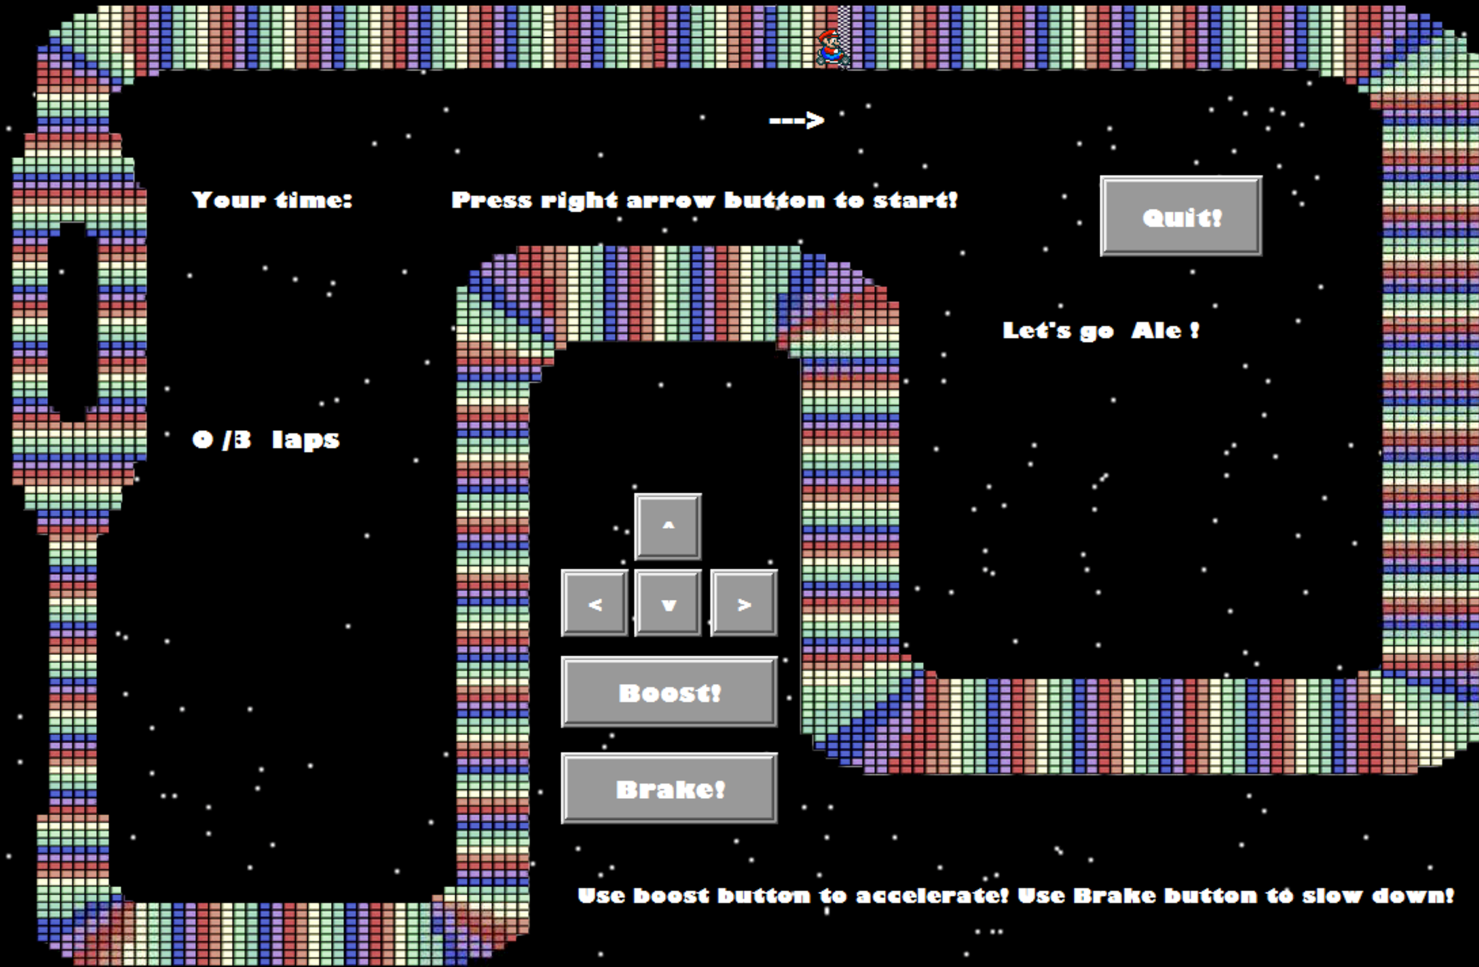 --->
Your time:
Press right arrow button to start!
Quit!
Let's go  Ale !
0 /3  laps
^
< v >
Boost!
Brake!
Use boost button to accelerate! Use Brake button to slow down!